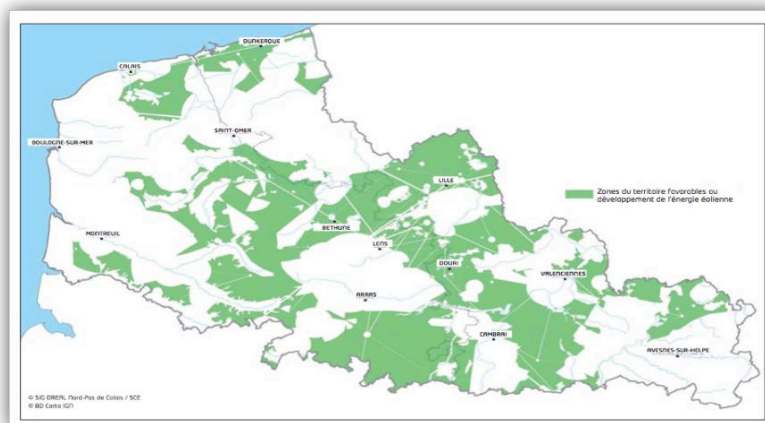 DUNKERQUE
CALAIS
SAINT-OMER
BOULOGNE-SUR-MER
LILLE
Zones du territoire favorables au
développement de l'énergie éolienne
BETHUNE
MONTREUIL
LENS
DOUAI
VALENCIENNES
ARRAS
CAMBRAI
AVESNES-SUR-HELPE
© SIG DREAL Nord-Pas de Calais / SCE
© BD Carto IGN